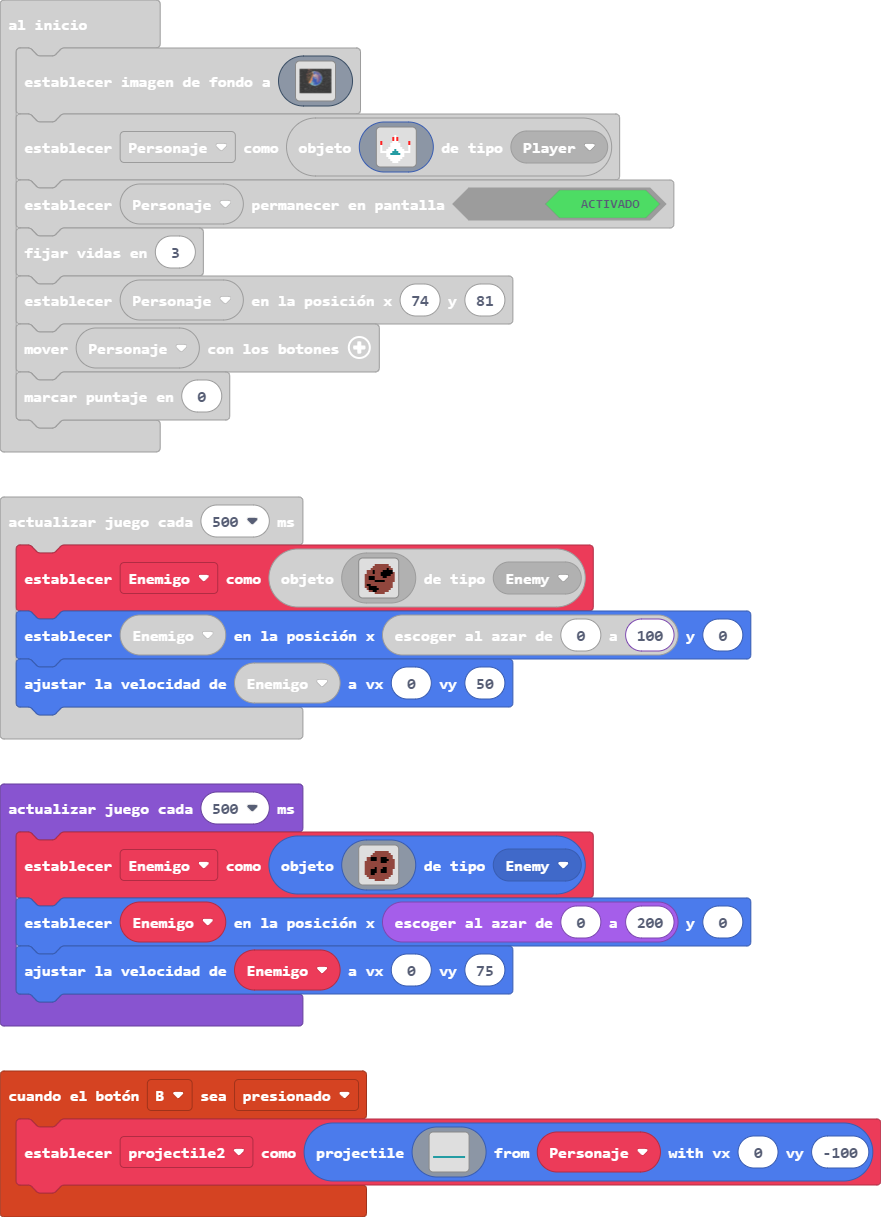 al inicio
establecer imagen de fondo a
establecer Personaje como objeto de tipo Player
establecer Personaje permanecer en pantalla ACTIVADO
fijar vidas en 3
establecer Personaje en la posición x 74 y 81
mover Personaje con los botones
marcar puntaje en 0
actualizar juego cada 500 ms
establecer Enemigo como objeto de tipo Enemy
establecer Enemigo en la posición x escoger al azar de 0 a 100 y 0
ajustar la velocidad de Enemigo a vx 0 vy 50
actualizar juego cada 500 ms
establecer Enemigo como objeto de tipo Enemy
establecer Enemigo en la posición x escoger al azar de 0 a 200 y 0
ajustar la velocidad de Enemigo a vx 0 vy 75
cuando el botón B sea presionado
establecer projectile2 como projectile from Personaje with vx 0 vy -100